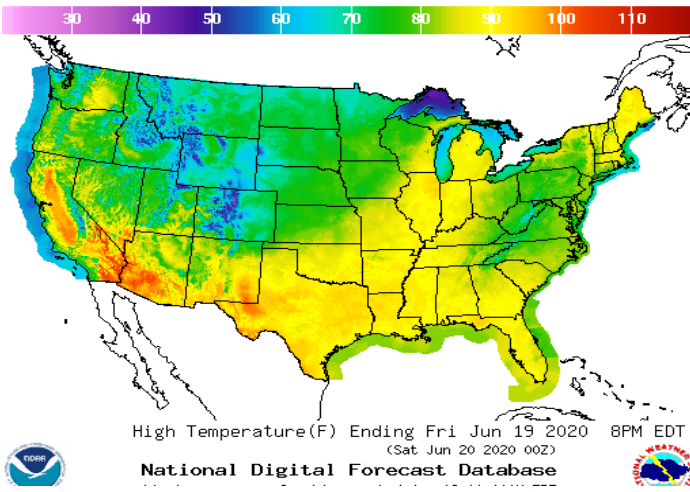 30 40 50 60 70 80 90 100 110
High Temperature(F) Ending Fri Jun 19 2020 8PM EDT
(Sat Jun 20 2020 00Z)
National Digital Forecast Database
NOAA